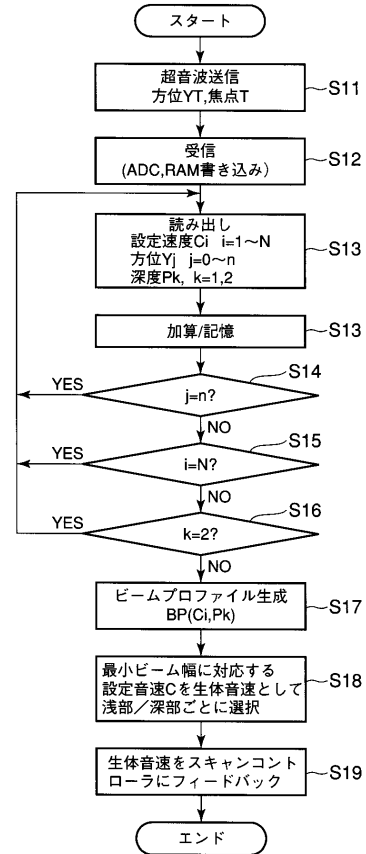 スタート
超音波送信
方位YT,焦点T
S11
受信
(ADC,RAM書き込み)
S12
読み出し
設定速度Ci i=1～N
方位Yj j=0～n
深度Pk, k=1,2
S13
加算/記憶
S13
S14
YES
j=n?
NO
S15
YES
i=N?
NO
S16
YES
k=2?
NO
ビームプロファイル生成
BP(Ci,Pk)
S17
最小ビーム幅に対応する
設定音速Cを生体音速として
浅部／深部ごとに選択
S18
生体音速をスキャンコント
ローラにフィードバック
S19
エンド